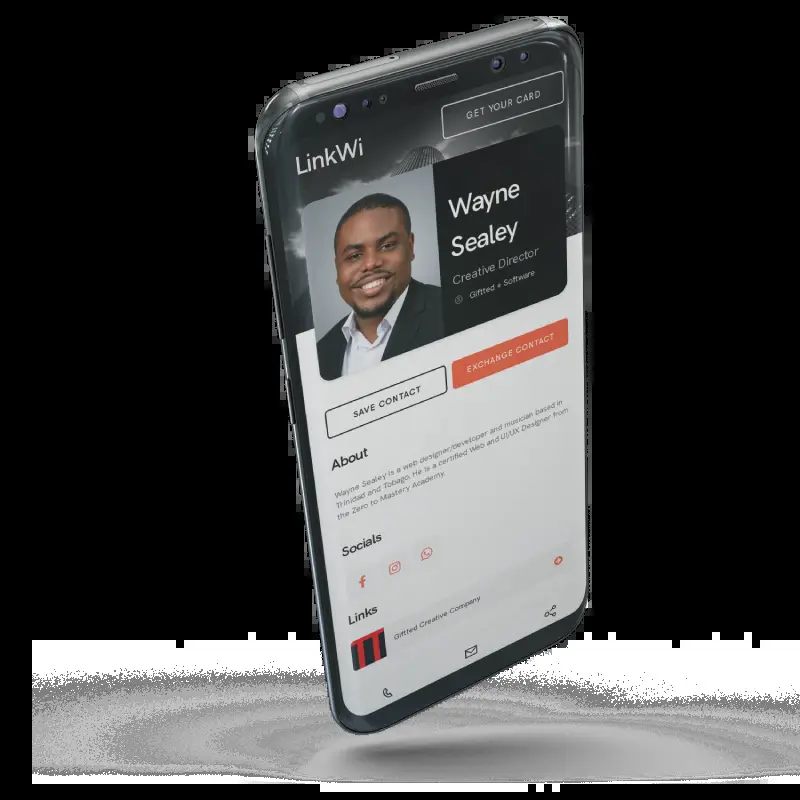 GET YOUR CARD
LinkWi
Wayne
Sealey
Creative Director
Giftted + Software
SAVE CONTACT
EXCHANGE CONTACT
About
Wayne Sealey is a web designer/developer and musician based in
Trinidad and Tobago. He is a certified Web and UI/UX Designer from
the Zero to Mastery Academy.
Socials
Links
Giftted Creative Company